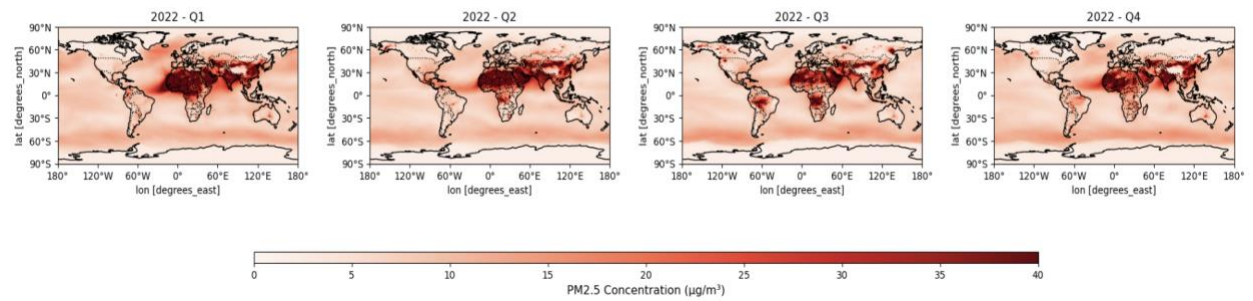 2022 - Q1
2022 - Q2
2022 - Q3
2022 - Q4
90°N
60°N
30°N
0°
30°S
60°S
90°S
lat [degrees_north]
180° 120°W 60°W 0° 60°E 120°E 180°
lon [degrees_east]
90°N
60°N
30°N
0°
30°S
60°S
90°S
lat [degrees_north]
180° 120°W 60°W 0° 60°E 120°E 180°
lon [degrees_east]
90°N
60°N
30°N
0°
30°S
60°S
90°S
lat [degrees_north]
180° 120°W 60°W 0° 60°E 120°E 180°
lon [degrees_east]
90°N
60°N
30°N
0°
30°S
60°S
90°S
lat [degrees_north]
180° 120°W 60°W 0° 60°E 120°E 180°
lon [degrees_east]
0 5 10 15 20 25 30 35 40
PM2.5 Concentration (µg/m³)